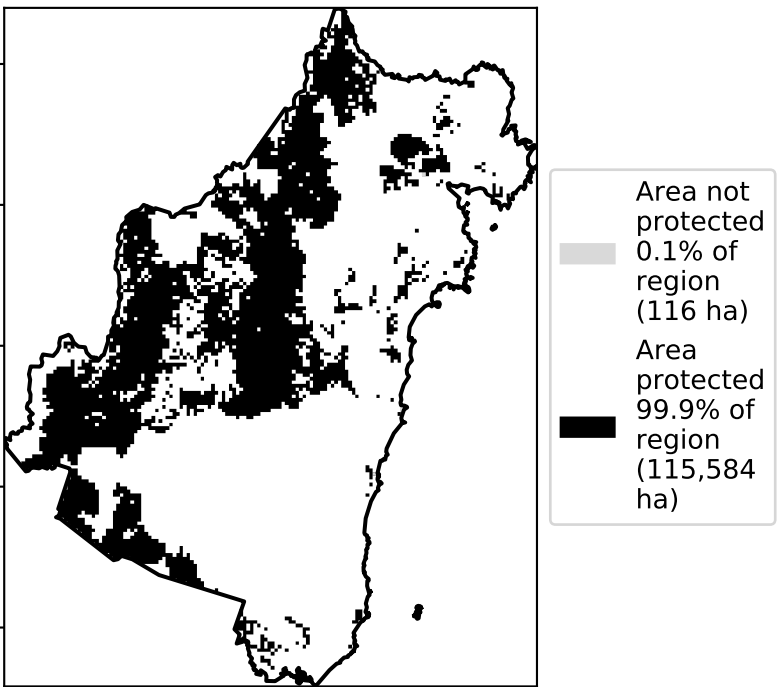 Area not
protected
0.1% of
region
(116 ha)
Area
protected
99.9% of
region
(115,584
ha)